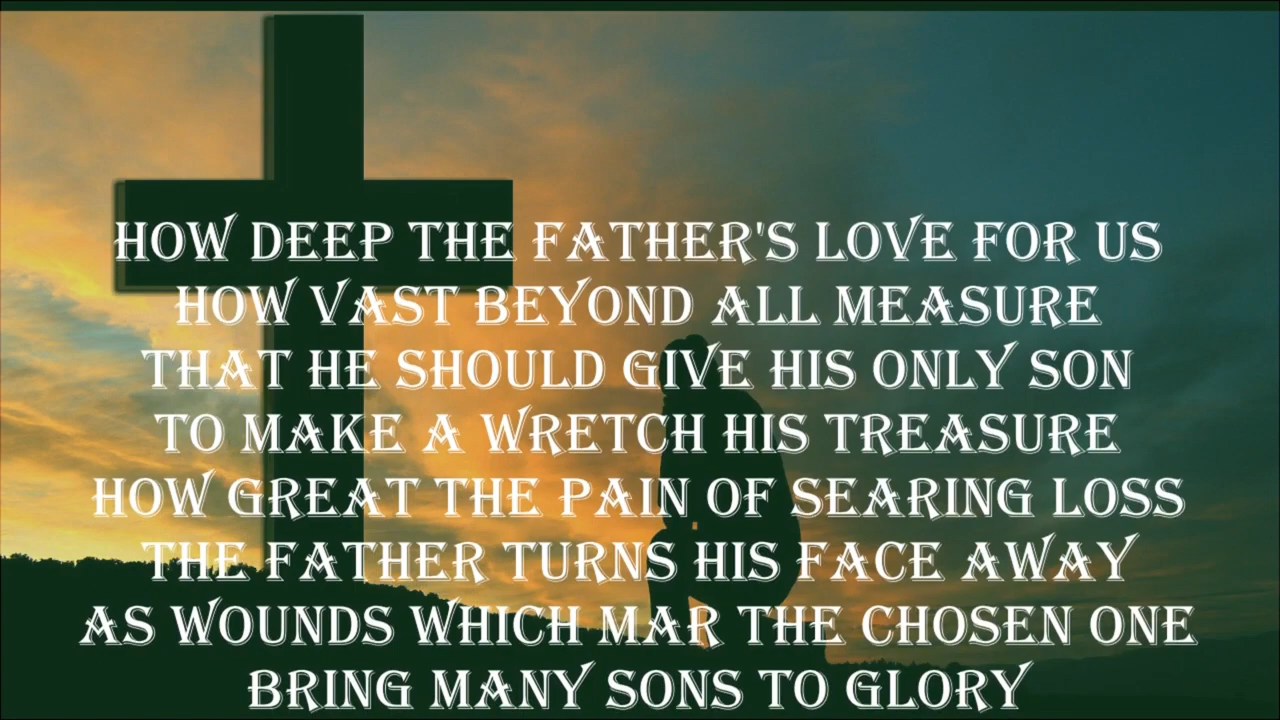 HOW DEEP THE FATHER'S LOVE FOR US
HOW VAST BEYOND ALL MEASURE
THAT HE SHOULD GIVE HIS ONLY SON
TO MAKE A WRETCH HIS TREASURE
HOW GREAT THE PAIN OF SEARING LOSS
THE FATHER TURNS HIS FACE AWAY
AS WOUNDS WHICH MAR THE CHOSEN ONE
BRING MANY SONS TO GLORY